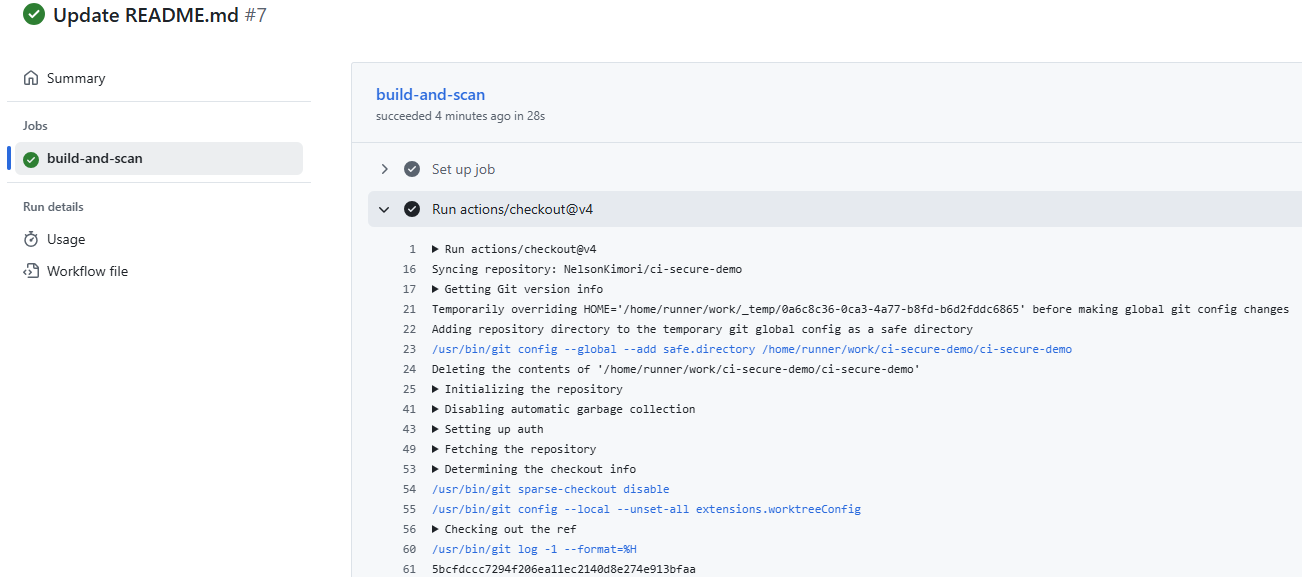 Update README.md #7
Summary
Jobs
build-and-scan
Run details
Usage
Workflow file
build-and-scan
succeeded 4 minutes ago in 28s
Set up job
Run actions/checkout@v4
1 Run actions/checkout@v4
16 Syncing repository: NelsonKimori/ci-secure-demo
17 Getting Git version info
21 Temporarily overriding HOME='/home/runner/work/_temp/0a6c8c36-0ca3-4a77-b8fd-b6d2fddc6865' before making global git config changes
22 Adding repository directory to the temporary git global config as a safe directory
23 /usr/bin/git config --global --add safe.directory /home/runner/work/ci-secure-demo/ci-secure-demo
24 Deleting the contents of '/home/runner/work/ci-secure-demo/ci-secure-demo'
25 Initializing the repository
41 Disabling automatic garbage collection
43 Setting up auth
49 Fetching the repository
53 Determining the checkout info
54 /usr/bin/git sparse-checkout disable
55 /usr/bin/git config --local --unset-all extensions.worktreeConfig
56 Checking out the ref
60 /usr/bin/git log -1 --format=%H
61 5bcfdccc7294f206ea11ec2140d8e274e913bfaa